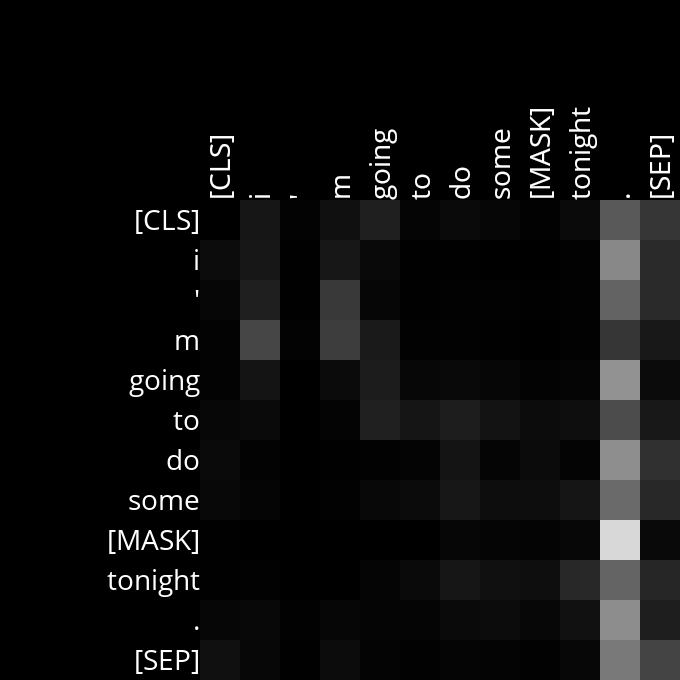 [CLS] i ' m going to do some [MASK] tonight . [SEP]
[CLS]
i
'
m
going
to
do
some
[MASK]
tonight
.
[SEP]